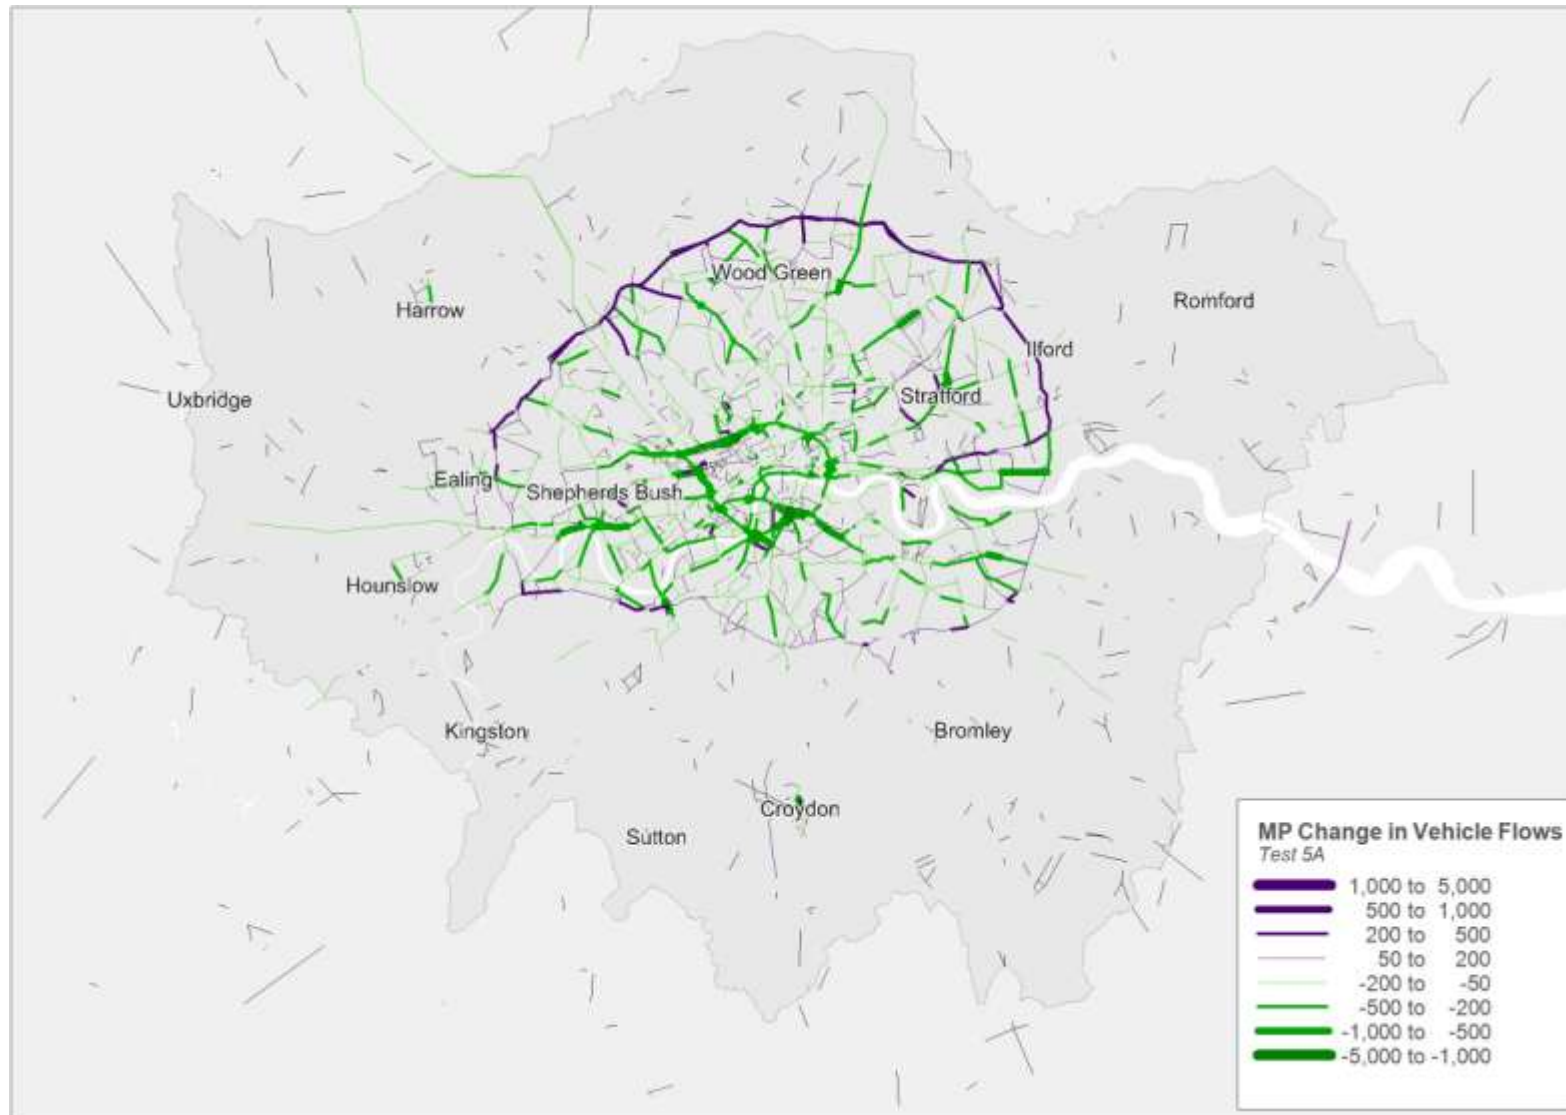 Wood Green
Harrow
Romford
Ilford
Uxbridge
Stratford
Ealing
Shepherds Bush
Hounslow
Kingston
Bromley
Croydon
Sutton
MP Change in Vehicle Flows
Test 5A
1,000 to 5,000
500 to 1,000
200 to 500
50 to 200
-200 to -50
-500 to -200
-1,000 to -500
-5,000 to -1,000